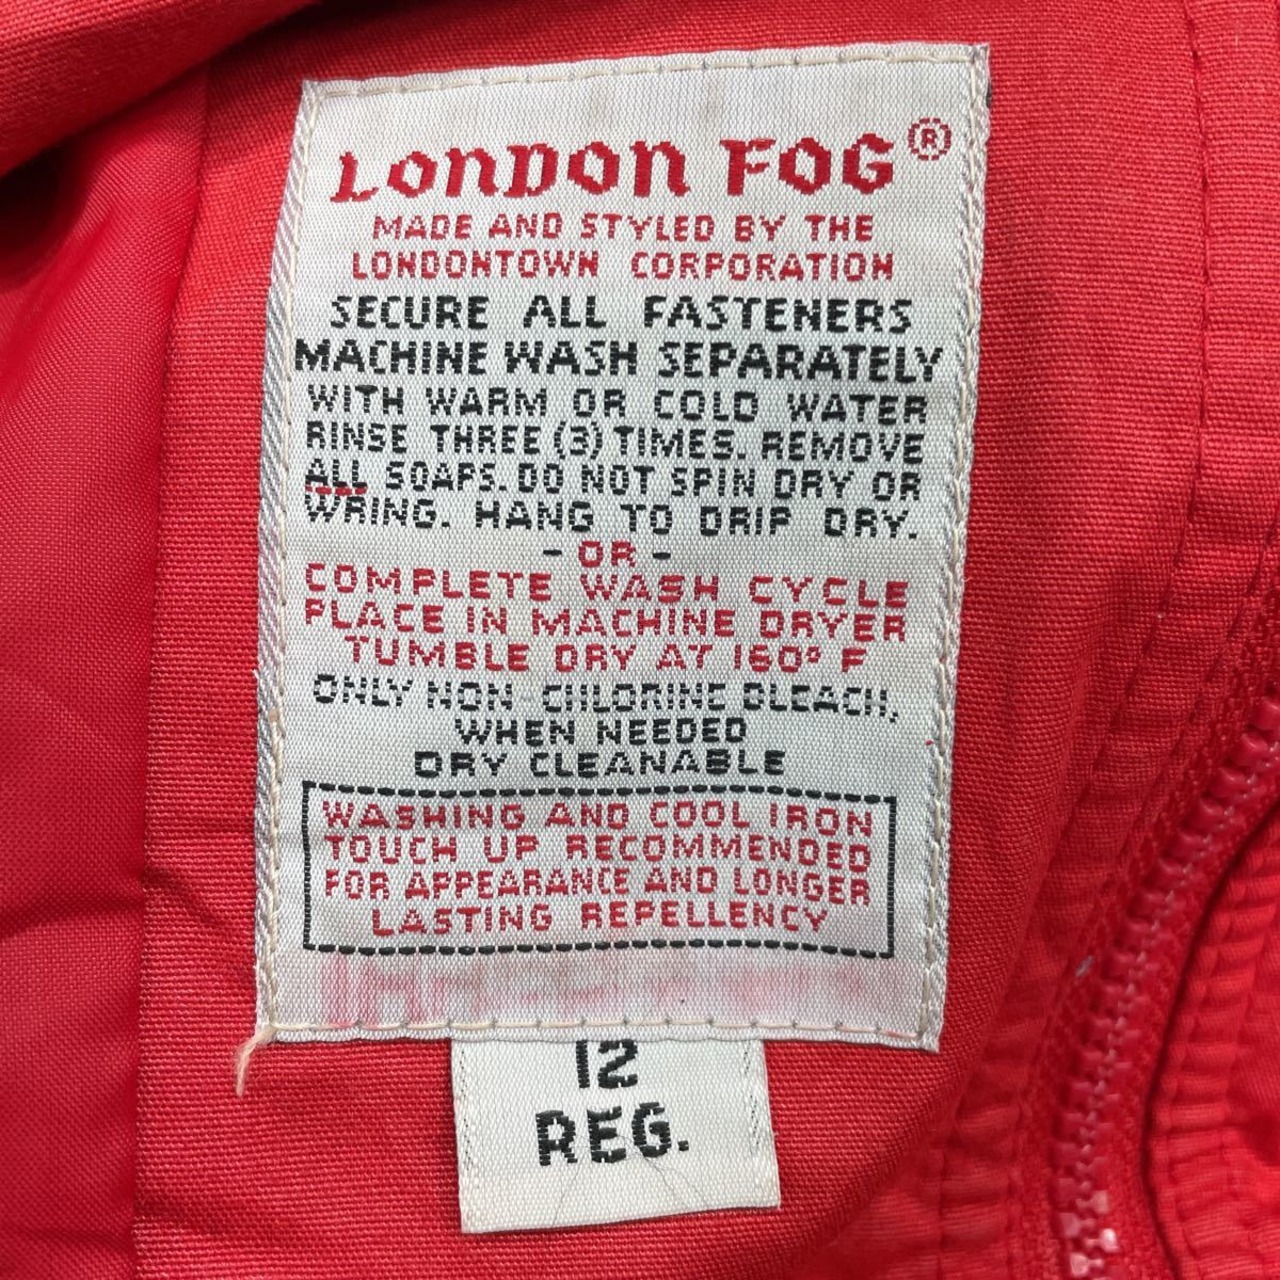 LONDON FOG®
MADE AND STYLED BY THE
LONDONTOWN CORPORATION
SECURE ALL FASTENERS
MACHINE WASH SEPARATELY
WITH WARM OR COLD WATER
RINSE THREE (3) TIMES. REMOVE
ALL SOAPS. DO NOT SPIN DRY OR
WRING. HANG TO DRIP DRY.
- OR -
COMPLETE WASH CYCLE
PLACE IN MACHINE DRYER
TUMBLE DRY AT 160° F
ONLY NON-CHLORINE BLEACH,
WHEN NEEDED
DRY CLEANABLE
WASHING AND COOL IRON
TOUCH UP RECOMMENDED
FOR APPEARANCE AND LONGER
LASTING REPELLENCY
12
REG.